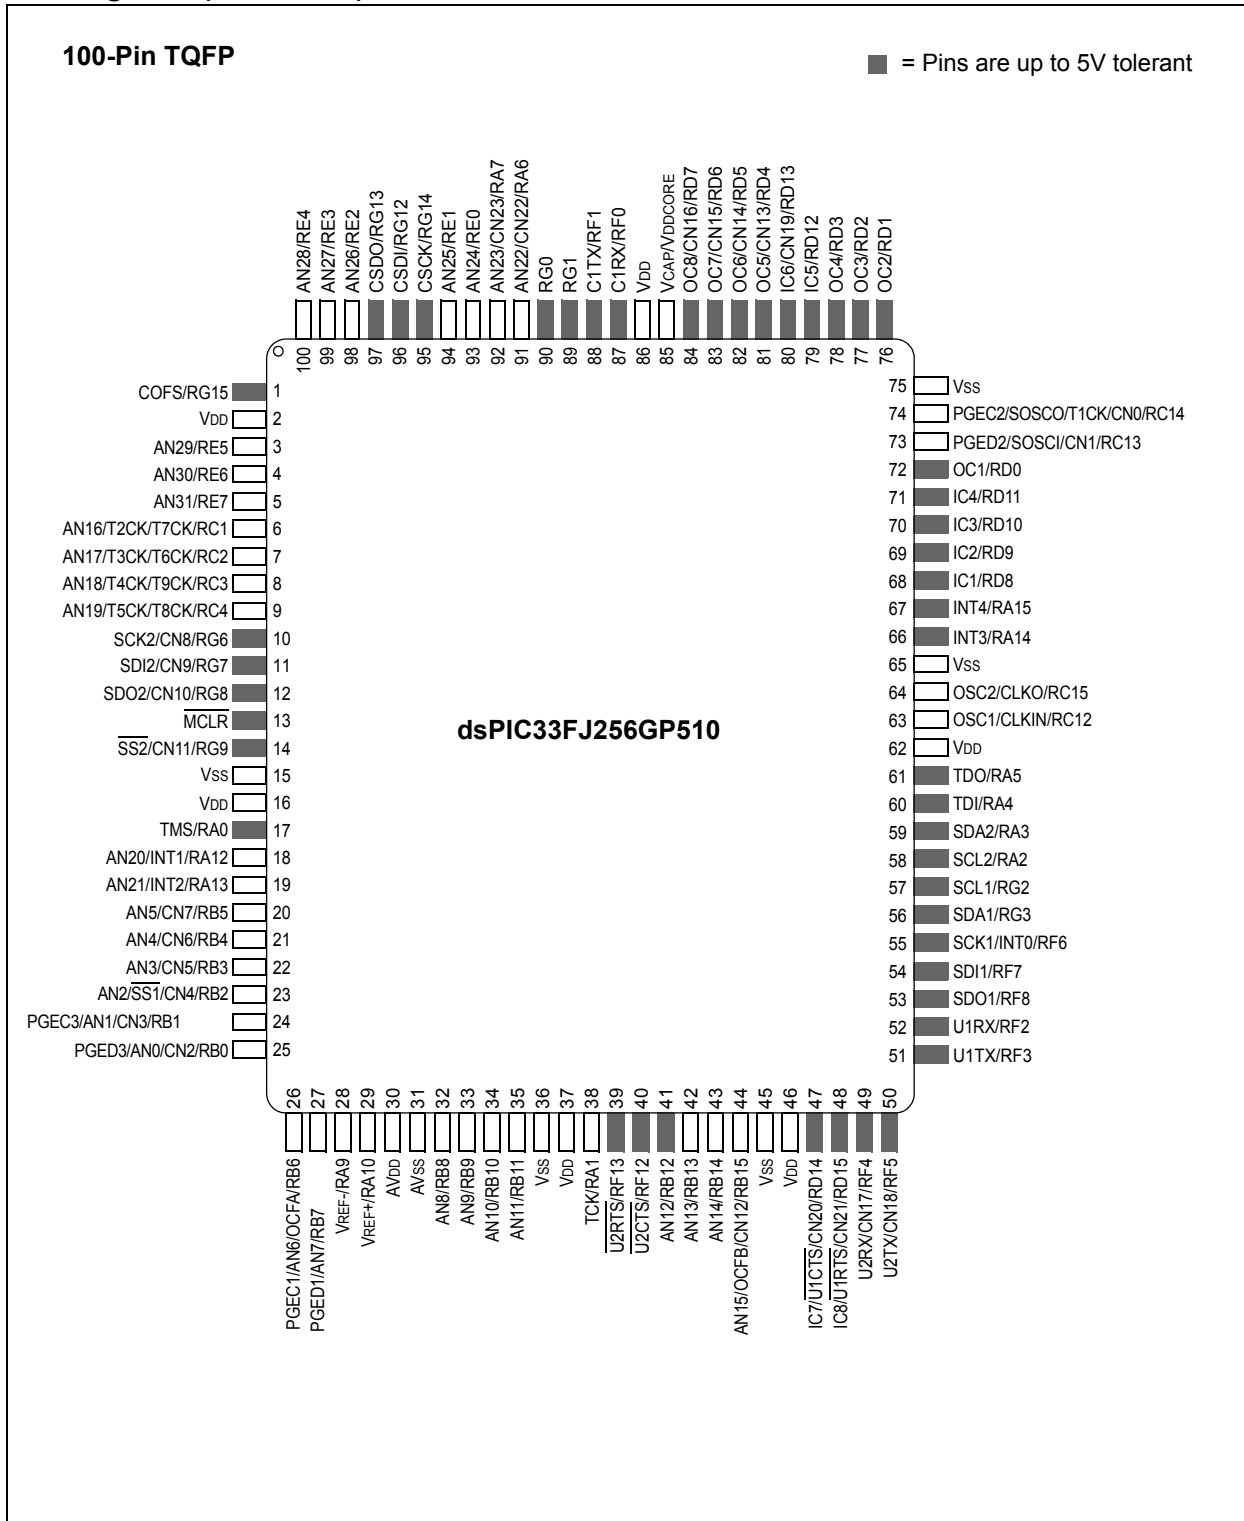 100-Pin TQFP
= Pins are up to 5V tolerant
AN28/RE4
AN27/RE3
AN26/RE2
CSDO/RG13
CSDI/RG12
CSCK/RG14
AN25/RE1
AN24/RE0
AN23/CN23/RA7
AN22/CN22/RA6
RG0
RG1
C1TX/RF1
C1RX/RF0
VDD
VCAP/VDDCORE
OC8/CN16/RD7
OC7/CN15/RD6
OC6/CN14/RD5
OC5/CN13/RD4
IC6/CN19/RD13
IC5/RD12
OC4/RD3
OC3/RD2
OC2/RD1
100 99 98 97 96 95 94 93 92 91 90 89 88 87 86 85 84 83 82 81 80 79 78 77 76
COFS/RG15 1
VDD 2
AN29/RE5 3
AN30/RE6 4
AN31/RE7 5
AN16/T2CK/T7CK/RC1 6
AN17/T3CK/T6CK/RC2 7
AN18/T4CK/T9CK/RC3 8
AN19/T5CK/T8CK/RC4 9
SCK2/CN8/RG6 10
SDI2/CN9/RG7 11
SDO2/CN10/RG8 12
MCLR 13
SS2/CN11/RG9 14
VSS 15
VDD 16
TMS/RA0 17
AN20/INT1/RA12 18
AN21/INT2/RA13 19
AN5/CN7/RB5 20
AN4/CN6/RB4 21
AN3/CN5/RB3 22
AN2/SS1/CN4/RB2 23
PGEC3/AN1/CN3/RB1 24
PGED3/AN0/CN2/RB0 25
dsPIC33FJ256GP510
75 VSS
74 PGEC2/SOSCO/T1CK/CN0/RC14
73 PGED2/SOSCI/CN1/RC13
72 OC1/RD0
71 IC4/RD11
70 IC3/RD10
69 IC2/RD9
68 IC1/RD8
67 INT4/RA15
66 INT3/RA14
65 VSS
64 OSC2/CLKO/RC15
63 OSC1/CLKIN/RC12
62 VDD
61 TDO/RA5
60 TDI/RA4
59 SDA2/RA3
58 SCL2/RA2
57 SCL1/RG2
56 SDA1/RG3
55 SCK1/INT0/RF6
54 SDI1/RF7
53 SDO1/RF8
52 U1RX/RF2
51 U1TX/RF3
26 27 28 29 30 31 32 33 34 35 36 37 38 39 40 41 42 43 44 45 46 47 48 49 50
PGEC1/AN6/OCFA/RB6
PGED1/AN7/RB7
VREF-/RA9
VREF+/RA10
AVDD
AVSS
AN8/RB8
AN9/RB9
AN10/RB10
AN11/RB11
VSS
VDD
TCK/RA1
U2RTS/RF13
U2CTS/RF12
AN12/RB12
AN13/RB13
AN14/RB14
AN15/OCFB/CN12/RB15
VSS
VDD
IC7/U1CTS/CN20/RD14
IC8/U1RTS/CN21/RD15
U2RX/CN17/RF4
U2TX/CN18/RF5